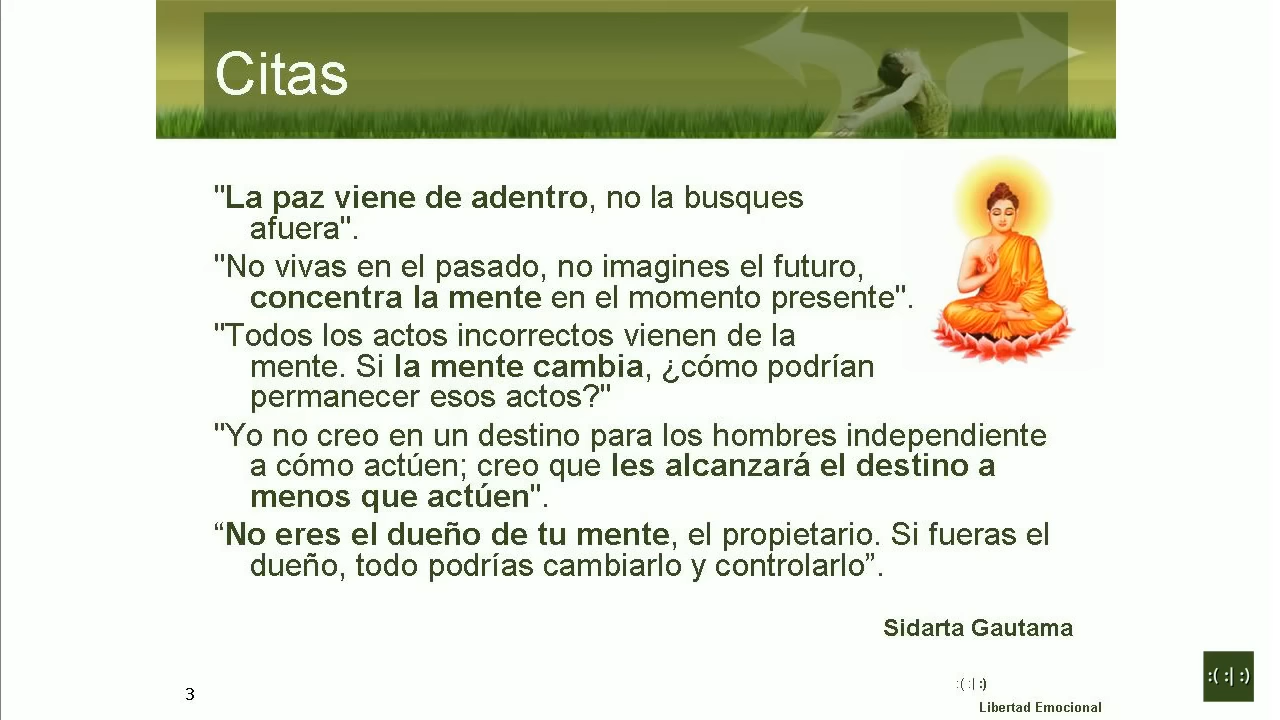 Citas
"La paz viene de adentro, no la busques
afuera".
"No vivas en el pasado, no imagines el futuro,
concentra la mente en el momento presente".
"Todos los actos incorrectos vienen de la
mente. Si la mente cambia, ¿cómo podrían
permanecer esos actos?"
"Yo no creo en un destino para los hombres independiente
a cómo actúen; creo que les alcanzará el destino a
menos que actúen".
“No eres el dueño de tu mente, el propietario. Si fueras el
dueño, todo podrías cambiarlo y controlarlo”.
Sidarta Gautama
:( :| :)
3
:( :| :)
Libertad Emocional